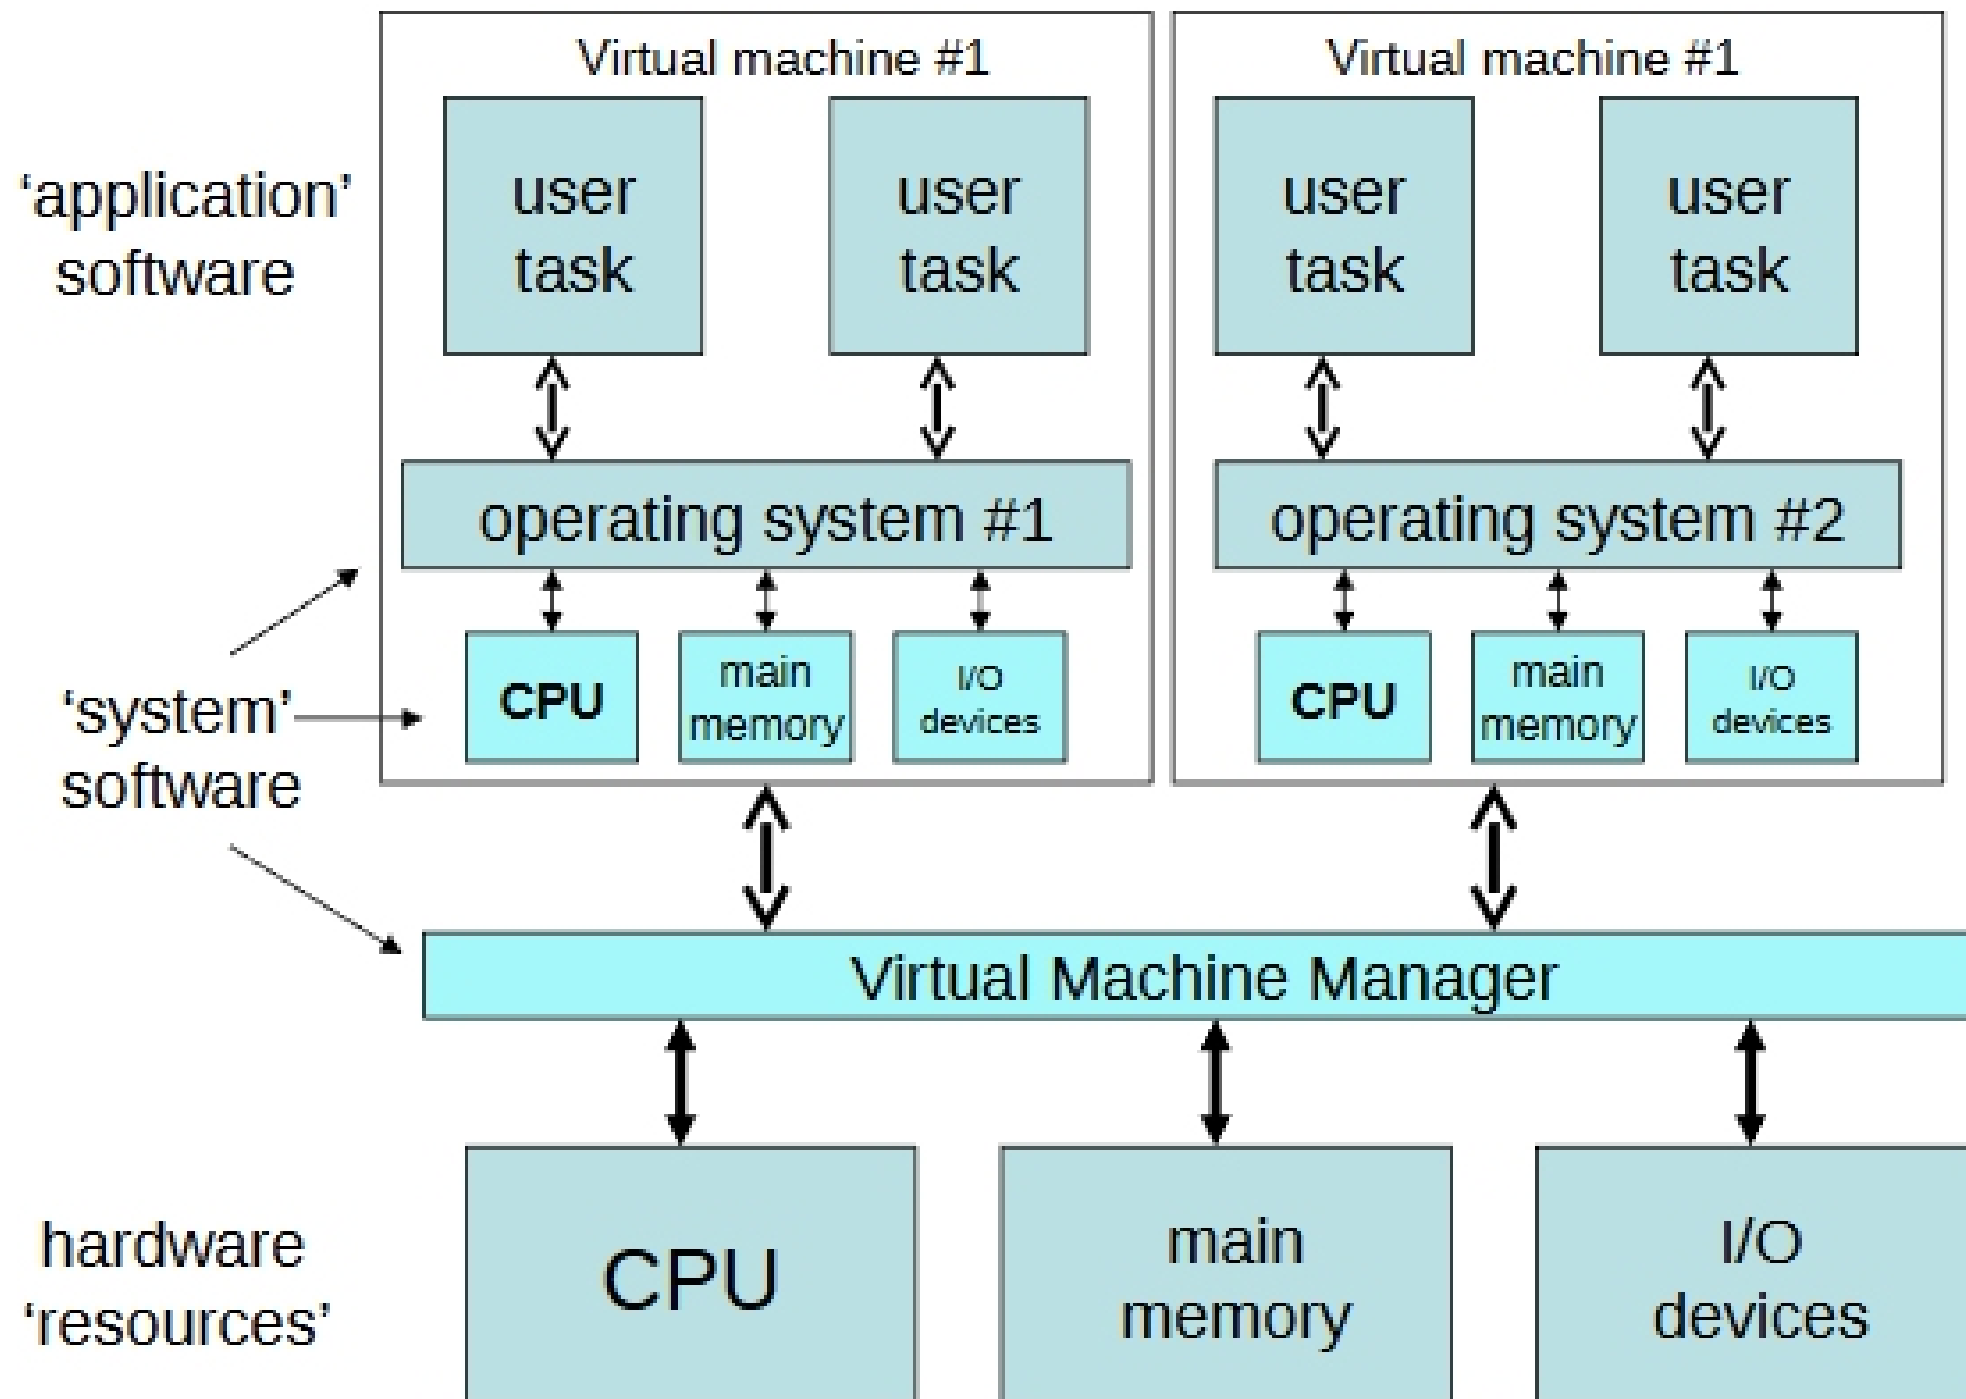 Virtual machine #1
Virtual machine #1
‘application’
software
user
task
user
task
user
task
user
task
operating system #1
operating system #2
‘system’
software
CPU
main
memory
I/O
devices
CPU
main
memory
I/O
devices
Virtual Machine Manager
hardware
‘resources’
CPU
main
memory
I/O
devices